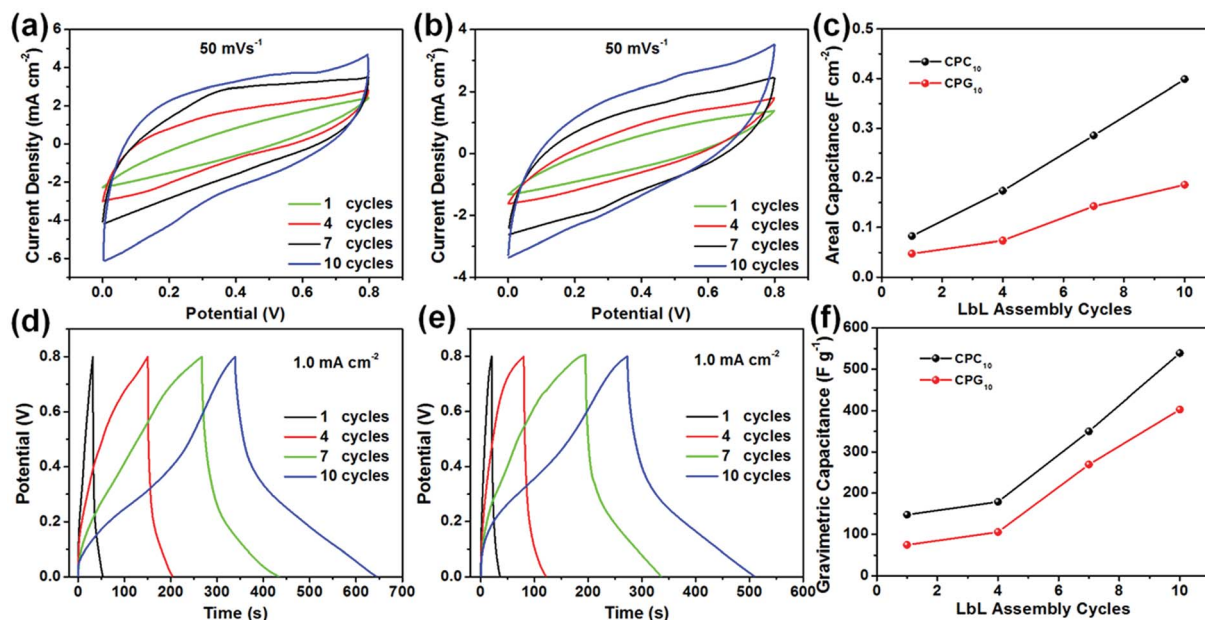 (a)
50 mVs⁻¹
Current Density (mA cm⁻²)
6
4
2
0
-2
-4
-6
0.0 0.2 0.4 0.6 0.8
Potential (V)
1 cycles
4 cycles
7 cycles
10 cycles
(b)
50 mVs⁻¹
Current Density (mA cm⁻²)
4
2
0
-2
-4
0.0 0.2 0.4 0.6 0.8
Potential (V)
1 cycles
4 cycles
7 cycles
10 cycles
(c)
Areal Capacitance (F cm⁻²)
0.5
0.4
0.3
0.2
0.1
0.0
CPC₁₀
CPG₁₀
0 2 4 6 8 10
LbL Assembly Cycles
(d)
1.0 mA cm⁻²
Potential (V)
0.8
0.6
0.4
0.2
0.0
1 cycles
4 cycles
7 cycles
10 cycles
0 100 200 300 400 500 600 700
Time (s)
(e)
1.0 mA cm⁻²
Potential (V)
0.8
0.6
0.4
0.2
0.0
1 cycles
4 cycles
7 cycles
10 cycles
0 100 200 300 400 500 600
Time (s)
(f)
Gravimetric Capacitance (F g⁻¹)
600
500
400
300
200
100
0
CPC₁₀
CPG₁₀
0 2 4 6 8 10
LbL Assembly Cycles